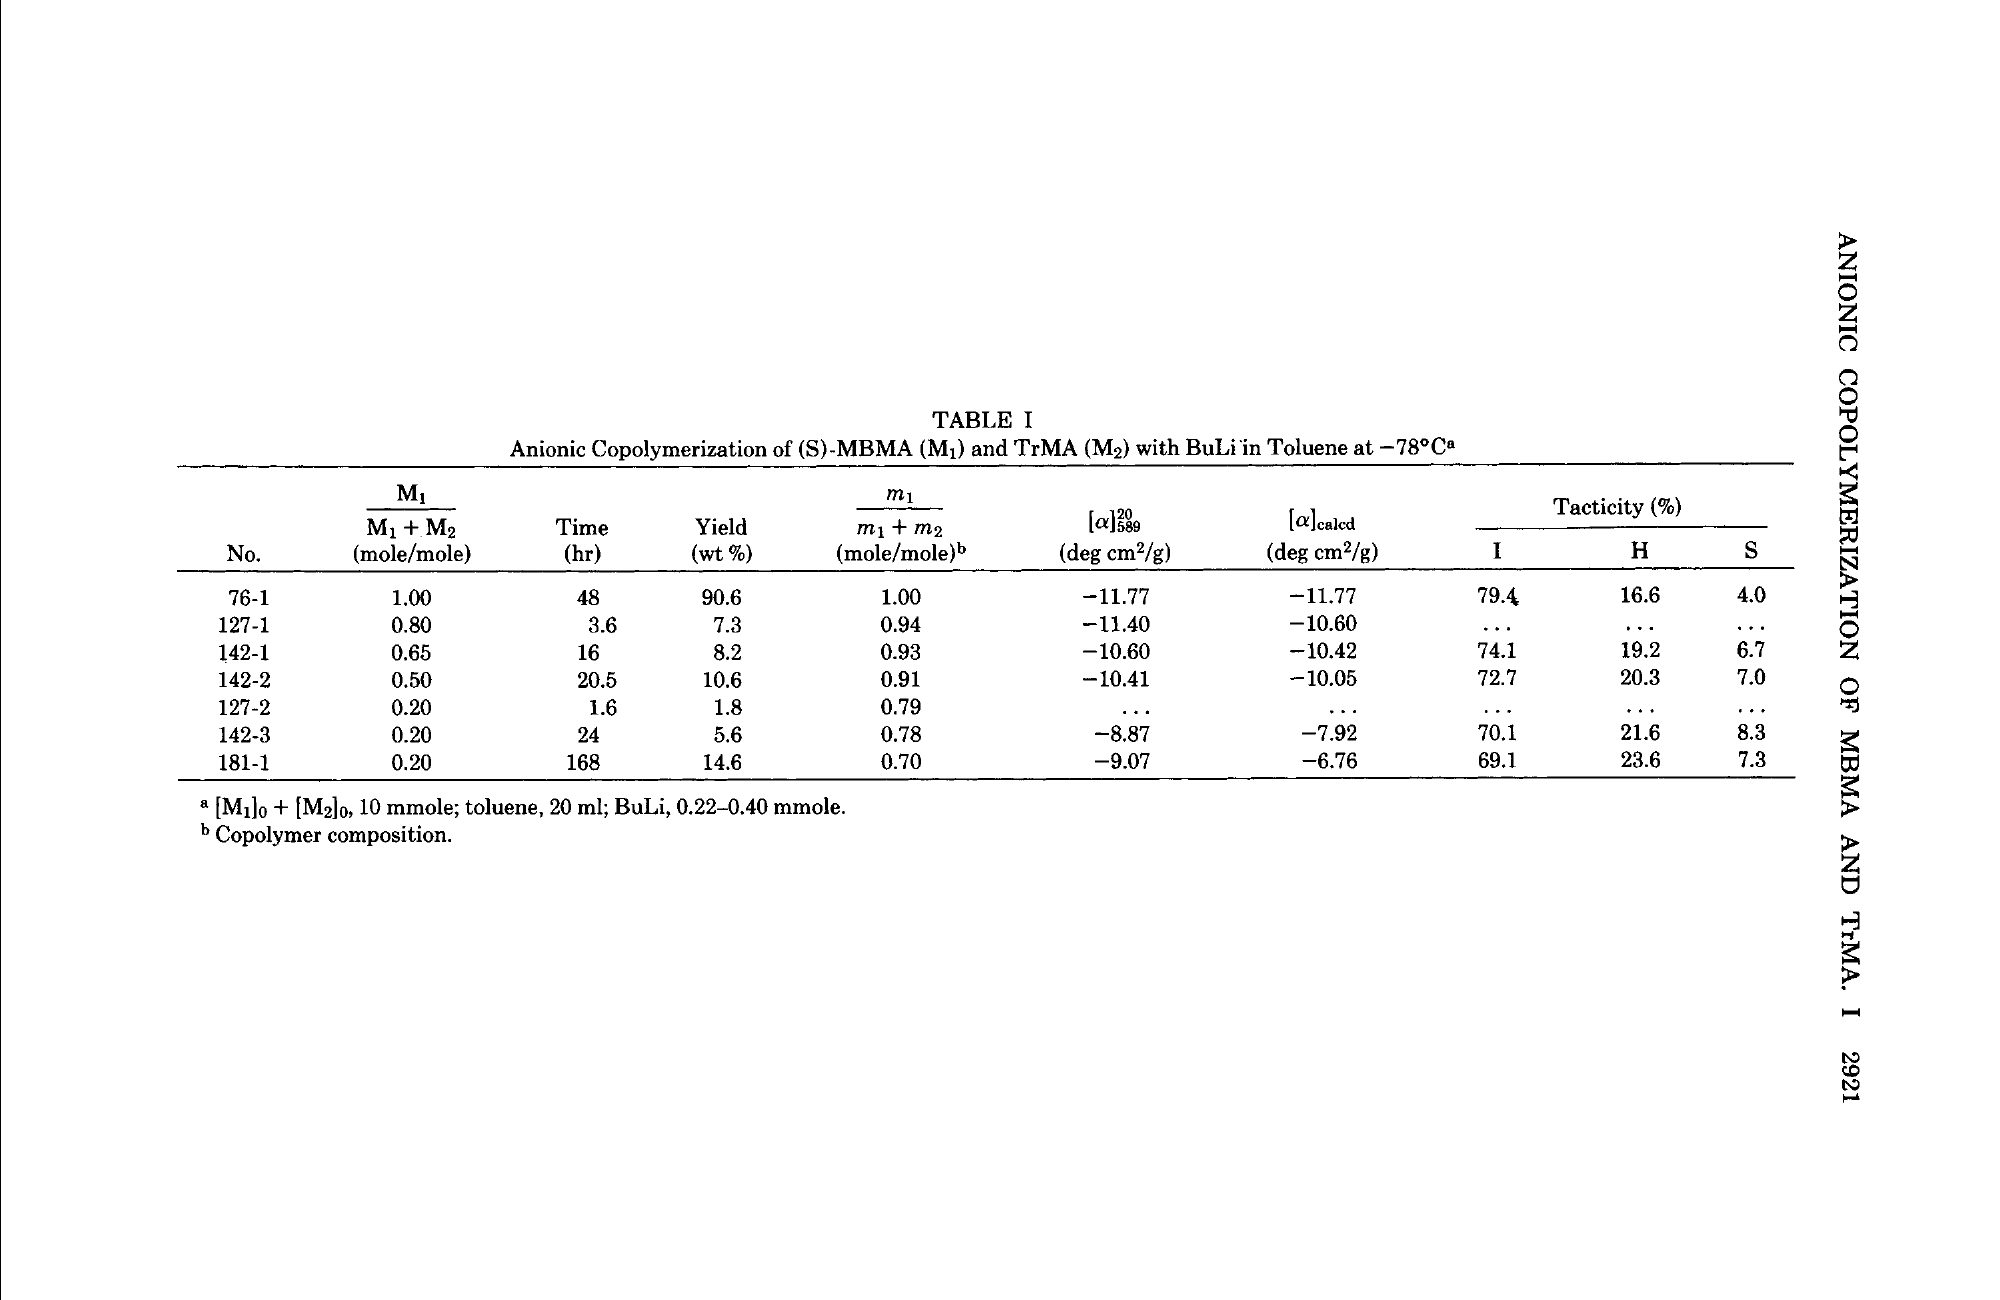 TABLE I
Anionic Copolymerization of (S)-MBMA (M₁) and TrMA (M₂) with BuLi in Toluene at −78°Cᵃ
M₁ m₁ Tacticity (%)
M₁ + M₂ Time Yield m₁ + m₂ [α]²⁰₅₈₉ [α]calcd
No. (mole/mole) (hr) (wt %) (mole/mole)ᵇ (deg cm²/g) (deg cm²/g) I H S
76-1 1.00 48 90.6 1.00 −11.77 −11.77 79.4 16.6 4.0
127-1 0.80 3.6 7.3 0.94 −11.40 −10.60 ... ... ...
142-1 0.65 16 8.2 0.93 −10.60 −10.42 74.1 19.2 6.7
142-2 0.50 20.5 10.6 0.91 −10.41 −10.05 72.7 20.3 7.0
127-2 0.20 1.6 1.8 0.79 ... ... ... ... ...
142-3 0.20 24 5.6 0.78 −8.87 −7.92 70.1 21.6 8.3
181-1 0.20 168 14.6 0.70 −9.07 −6.76 69.1 23.6 7.3
ᵃ [M₁]₀ + [M₂]₀, 10 mmole; toluene, 20 ml; BuLi, 0.22–0.40 mmole.
ᵇ Copolymer composition.
ANIONIC COPOLYMERIZATION OF MBMA AND TrMA. I 2921